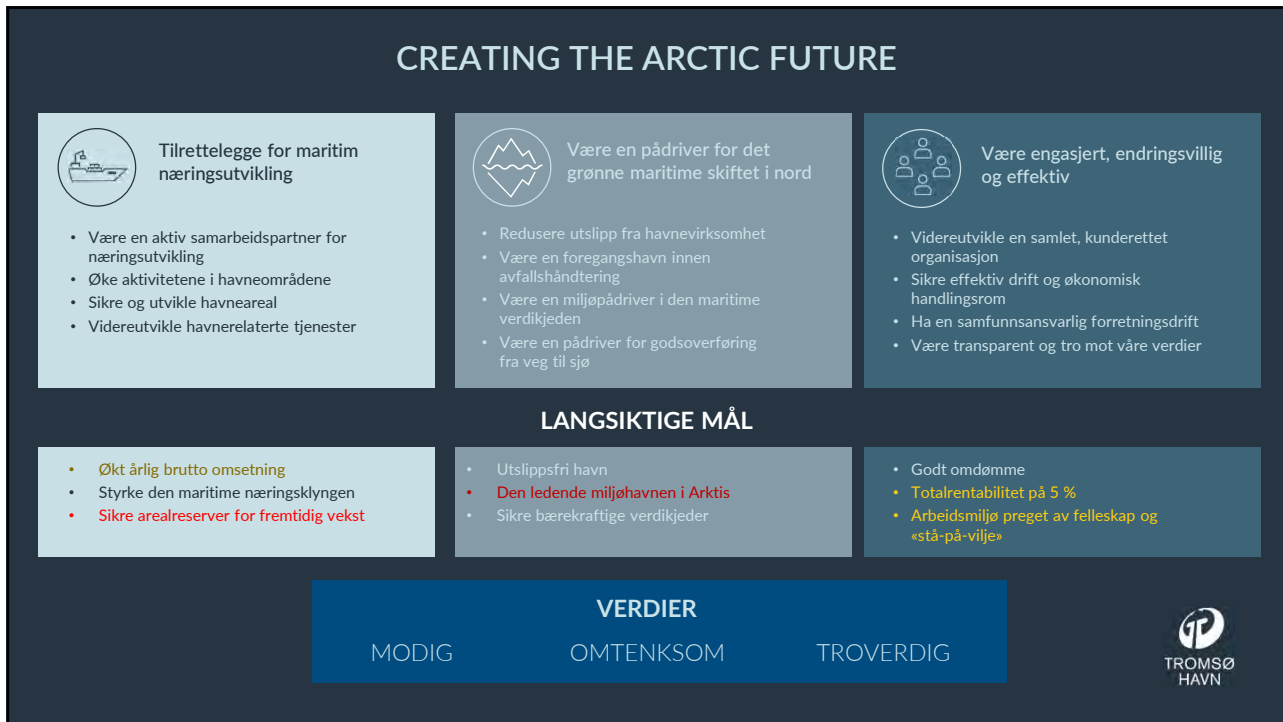 CREATING THE ARCTIC FUTURE
Tilrettelegge for maritim
næringsutvikling
• Være en aktiv samarbeidspartner for
næringsutvikling
• Øke aktivitetene i havneområdene
• Sikre og utvikle havneareal
• Videreutvikle havnerelaterte tjenester
Være en pådriver for det
grønne maritime skiftet i nord
• Redusere utslipp fra havnevirksomhet
• Være en foregangshavn innen
avfallshåndtering
• Være en miljøpådriver i den maritime
verdikjeden
• Være en pådriver for godsoverføring
fra veg til sjø
Være engasjert, endringsvillig
og effektiv
• Videreutvikle en samlet, kunderettet
organisasjon
• Sikre effektiv drift og økonomisk
handlingsrom
• Ha en samfunnsansvarlig forretningsdrift
• Være transparent og tro mot våre verdier
LANGSIKTIGE MÅL
• Økt årlig brutto omsetning
• Styrke den maritime næringsklyngen
• Sikre arealreserver for fremtidig vekst
• Utslippsfri havn
• Den ledende miljøhavnen i Arktis
• Sikre bærekraftige verdikjeder
• Godt omdømme
• Totalrentabilitet på 5 %
• Arbeidsmiljø preget av felleskap og
«stå-på-vilje»
VERDIER
MODIG OMTENKSOM TROVERDIG
TROMSØ
HAVN